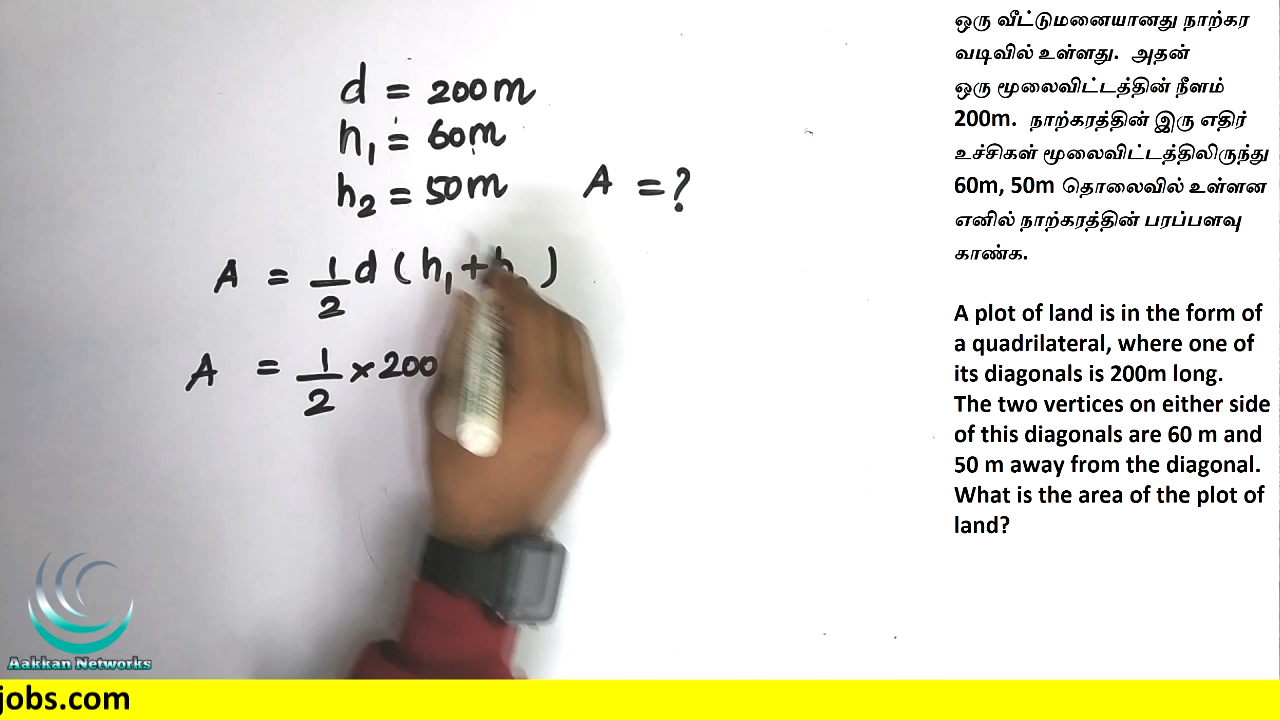 d = 200m
h1 = 60m
h2 = 50m
A = ?
A = 1/2 d (h1 + h )
A = 1/2 × 200
ஒரு வீட்டுமனையானது நாற்கர
வடிவில் உள்ளது. அதன்
ஒரு மூலைவிட்டத்தின் நீளம்
200m. நாற்கரத்தின் இரு எதிர்
உச்சிகள் மூலைவிட்டத்திலிருந்து
60m, 50m தொலைவில் உள்ளன
எனில் நாற்கரத்தின் பரப்பளவு
காண்க.
A plot of land is in the form of
a quadrilateral, where one of
its diagonals is 200m long.
The two vertices on either side
of this diagonals are 60 m and
50 m away from the diagonal.
What is the area of the plot of
land?
Aakkan Networks
jobs.com